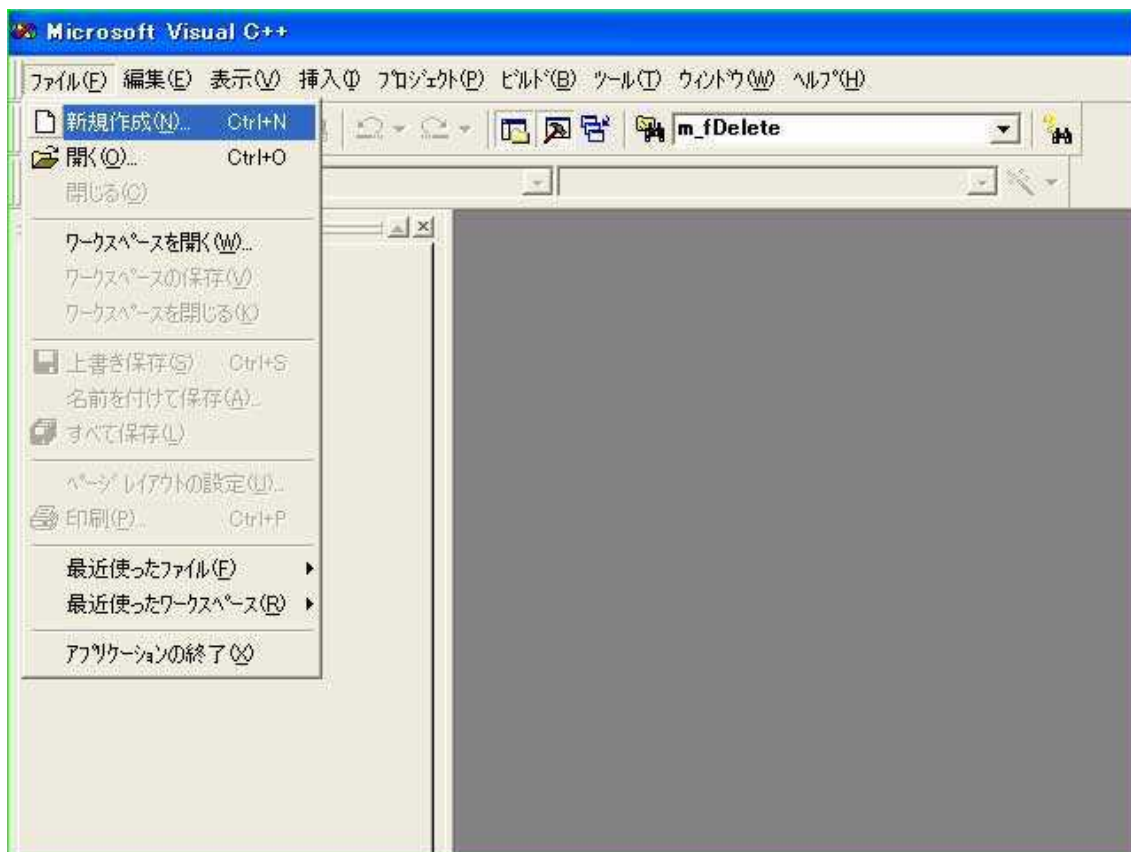 Microsoft Visual C++
ファイル(F) 編集(E) 表示(V) 挿入(I) プロジェクト(P) ビルド(B) ツール(T) ウィンドウ(W) ヘルプ(H)
新規作成(N)... Ctrl+N
m_fDelete
開く(O)... Ctrl+O
閉じる(C)
ワークスペースを開く(W)...
ワークスペースの保存(V)
ワークスペースを閉じる(K)
上書き保存(S) Ctrl+S
名前を付けて保存(A)...
すべて保存(L)
ページ レイアウトの設定(U)...
印刷(P)... Ctrl+P
最近使ったファイル(F)
最近使ったワークスペース(R)
アプリケーションの終了(X)